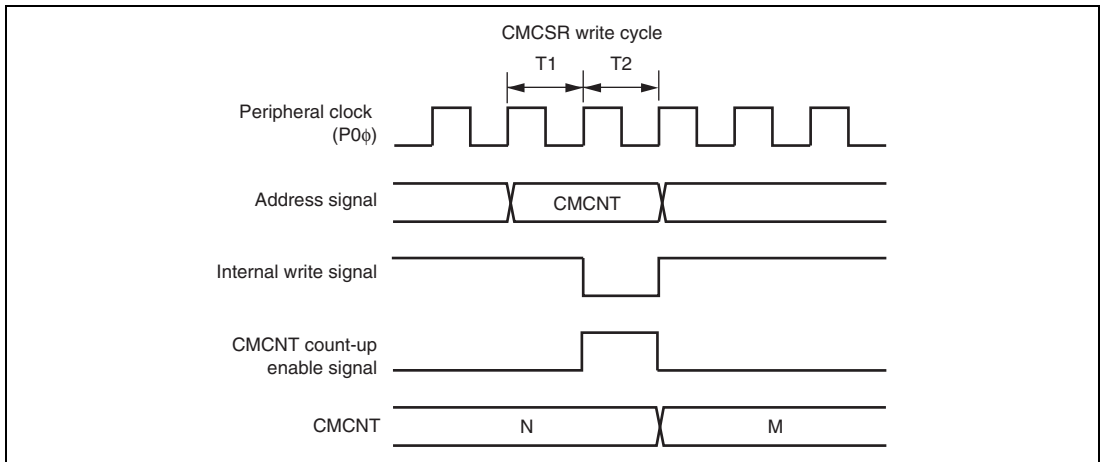 CMCSR write cycle
T1 T2
Peripheral clock
(P0ϕ)
Address signal CMCNT
Internal write signal
CMCNT count-up
enable signal
CMCNT N M